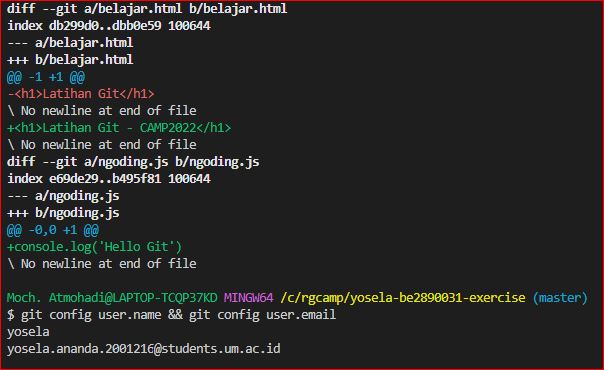 diff --git a/belajar.html b/belajar.html
index db299d0..dbb0e59 100644
--- a/belajar.html
+++ b/belajar.html
@@ -1 +1 @@
-<h1>Latihan Git</h1>
\ No newline at end of file
+<h1>Latihan Git - CAMP2022</h1>
\ No newline at end of file
diff --git a/ngoding.js b/ngoding.js
index e69de29..b495f81 100644
--- a/ngoding.js
+++ b/ngoding.js
@@ -0,0 +1 @@
+console.log('Hello Git')
\ No newline at end of file
Moch. Atmohadi@LAPTOP-TCQP37KD MINGW64 /c/rgcamp/yosela-be2890031-exercise (master)
$ git config user.name && git config user.email
yosela
yosela.ananda.2001216@students.um.ac.id